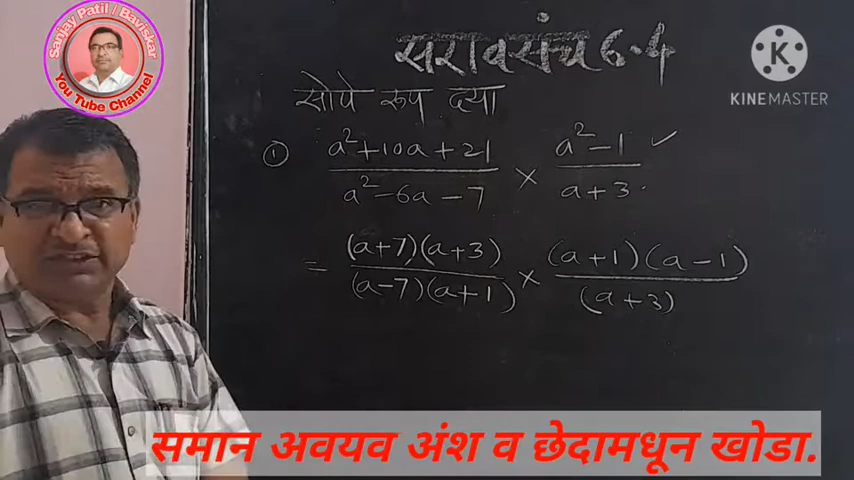 Sanjay Patil / Baviskar
You Tube Channel
KINEMASTER
सरावसंच 6.4
सोपे रूप द्या
① a²+10a+21 / a²-6a-7 × a²-1 / a+3 ✓
= (a+7)(a+3) / (a-7)(a+1) × (a+1)(a-1) / (a+3)
समान अवयव अंश व छेदामधून खोडा.